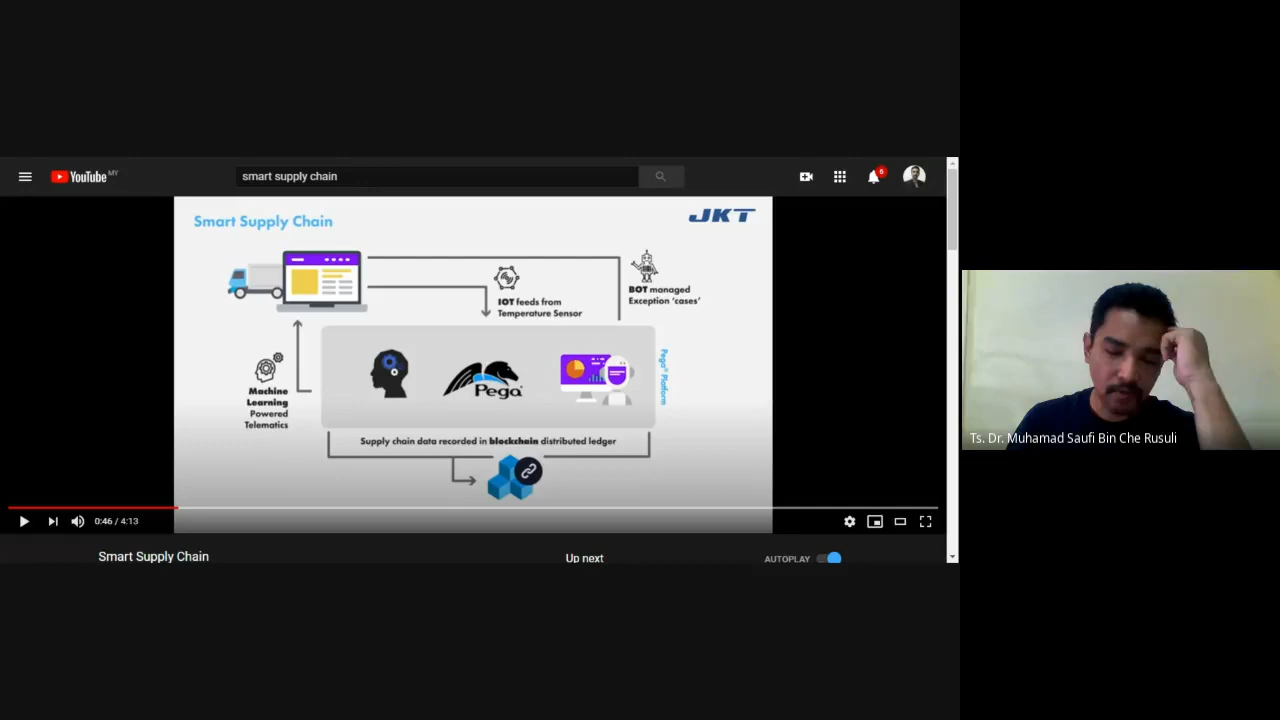 YouTube MY
smart supply chain
6
Smart Supply Chain
JKT
IOT feeds from
Temperature Sensor
BOT managed
Exception ‘cases’
Machine
Learning
Powered
Telematics
Pega
Pega® Platform
Supply chain data recorded in blockchain distributed ledger
0:46 / 4:13
Smart Supply Chain
Up next
AUTOPLAY
Ts. Dr. Muhamad Saufi Bin Che Rusuli